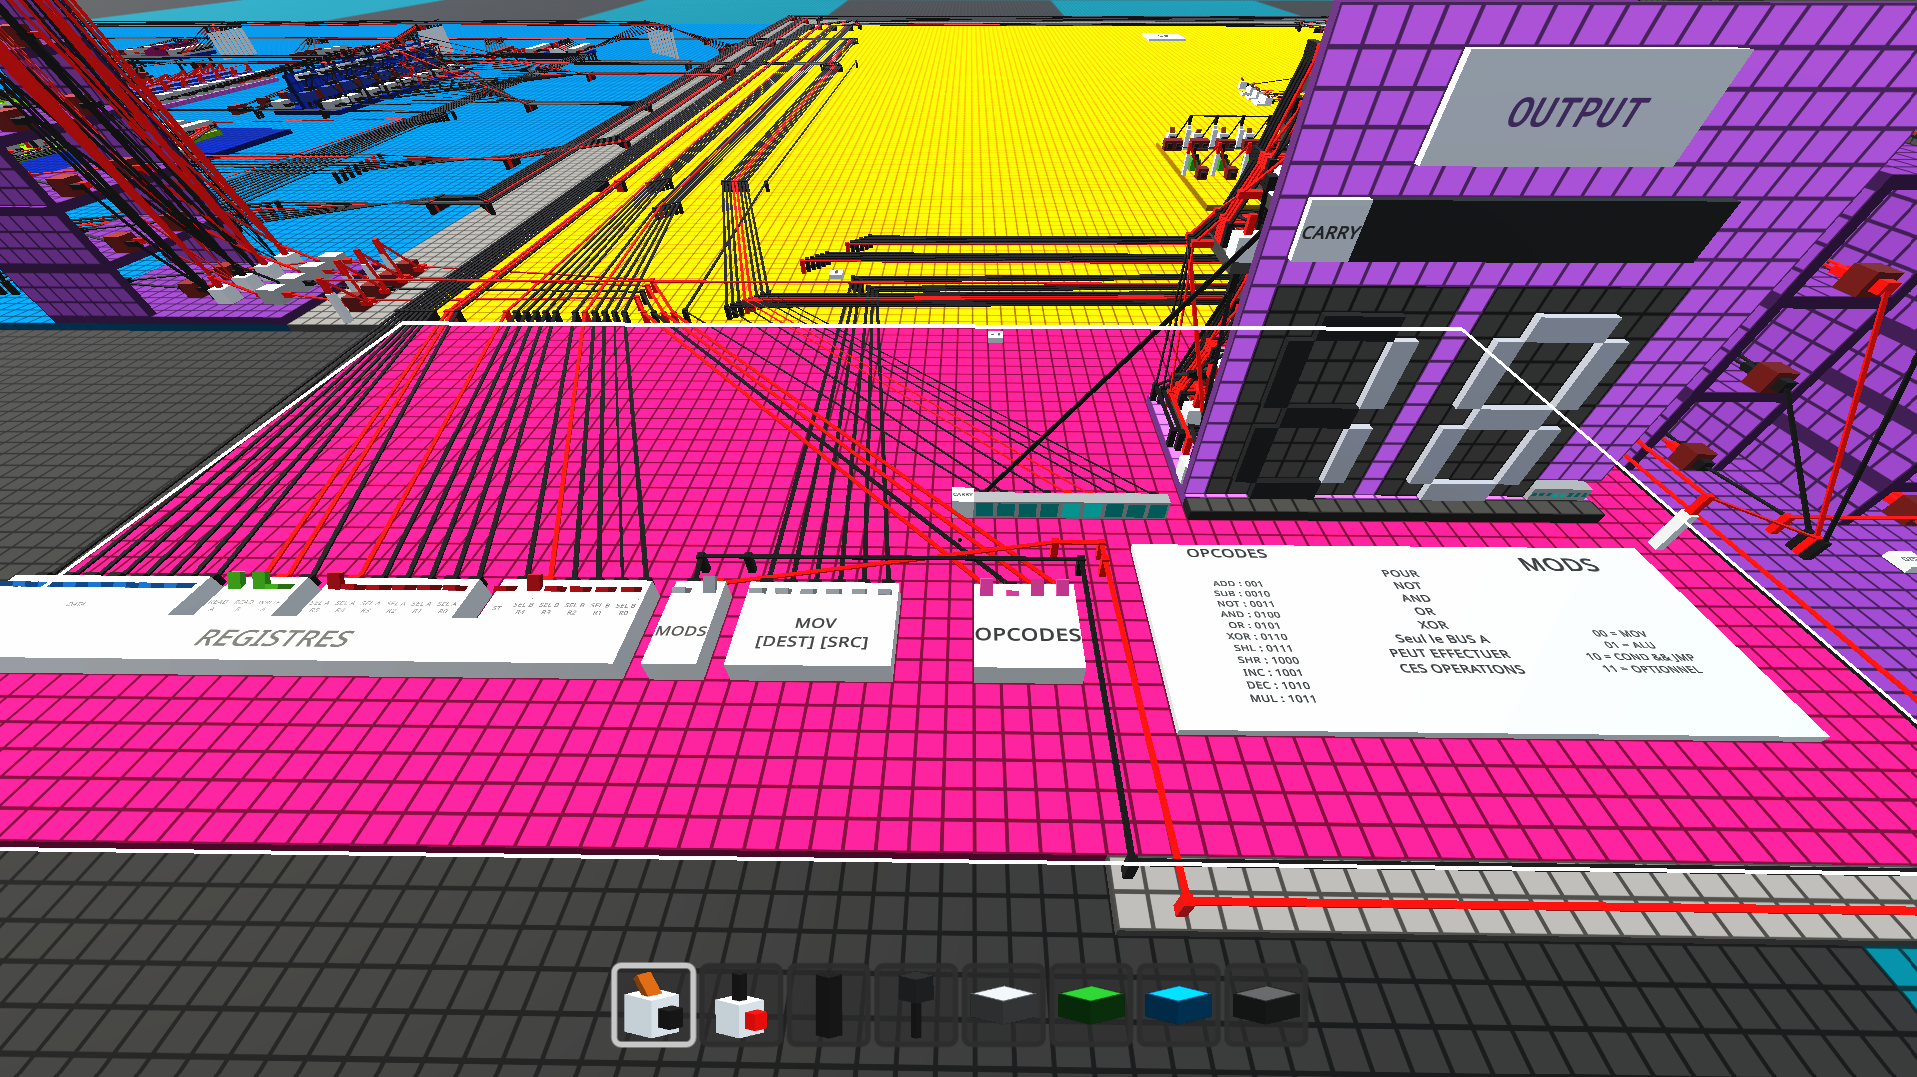 OUTPUT
CARRY
CARRY
OPCODES
ADD : 001
SUB : 0010
NOT : 0011
AND : 0100
OR : 0101
XOR : 0110
SHL : 0111
SHR : 1000
INC : 1001
DEC : 1010
MUL : 1011
POUR
NOT
AND
OR
XOR
Seul le BUS A
PEUT EFFECTUER
CES OPERATIONS
MODS
00 = MOV
01 = ALU
10 = COND && JMP
11 = OPTIONNEL
REGISTRES
MODS
MOV
[DEST] [SRC]
OPCODES